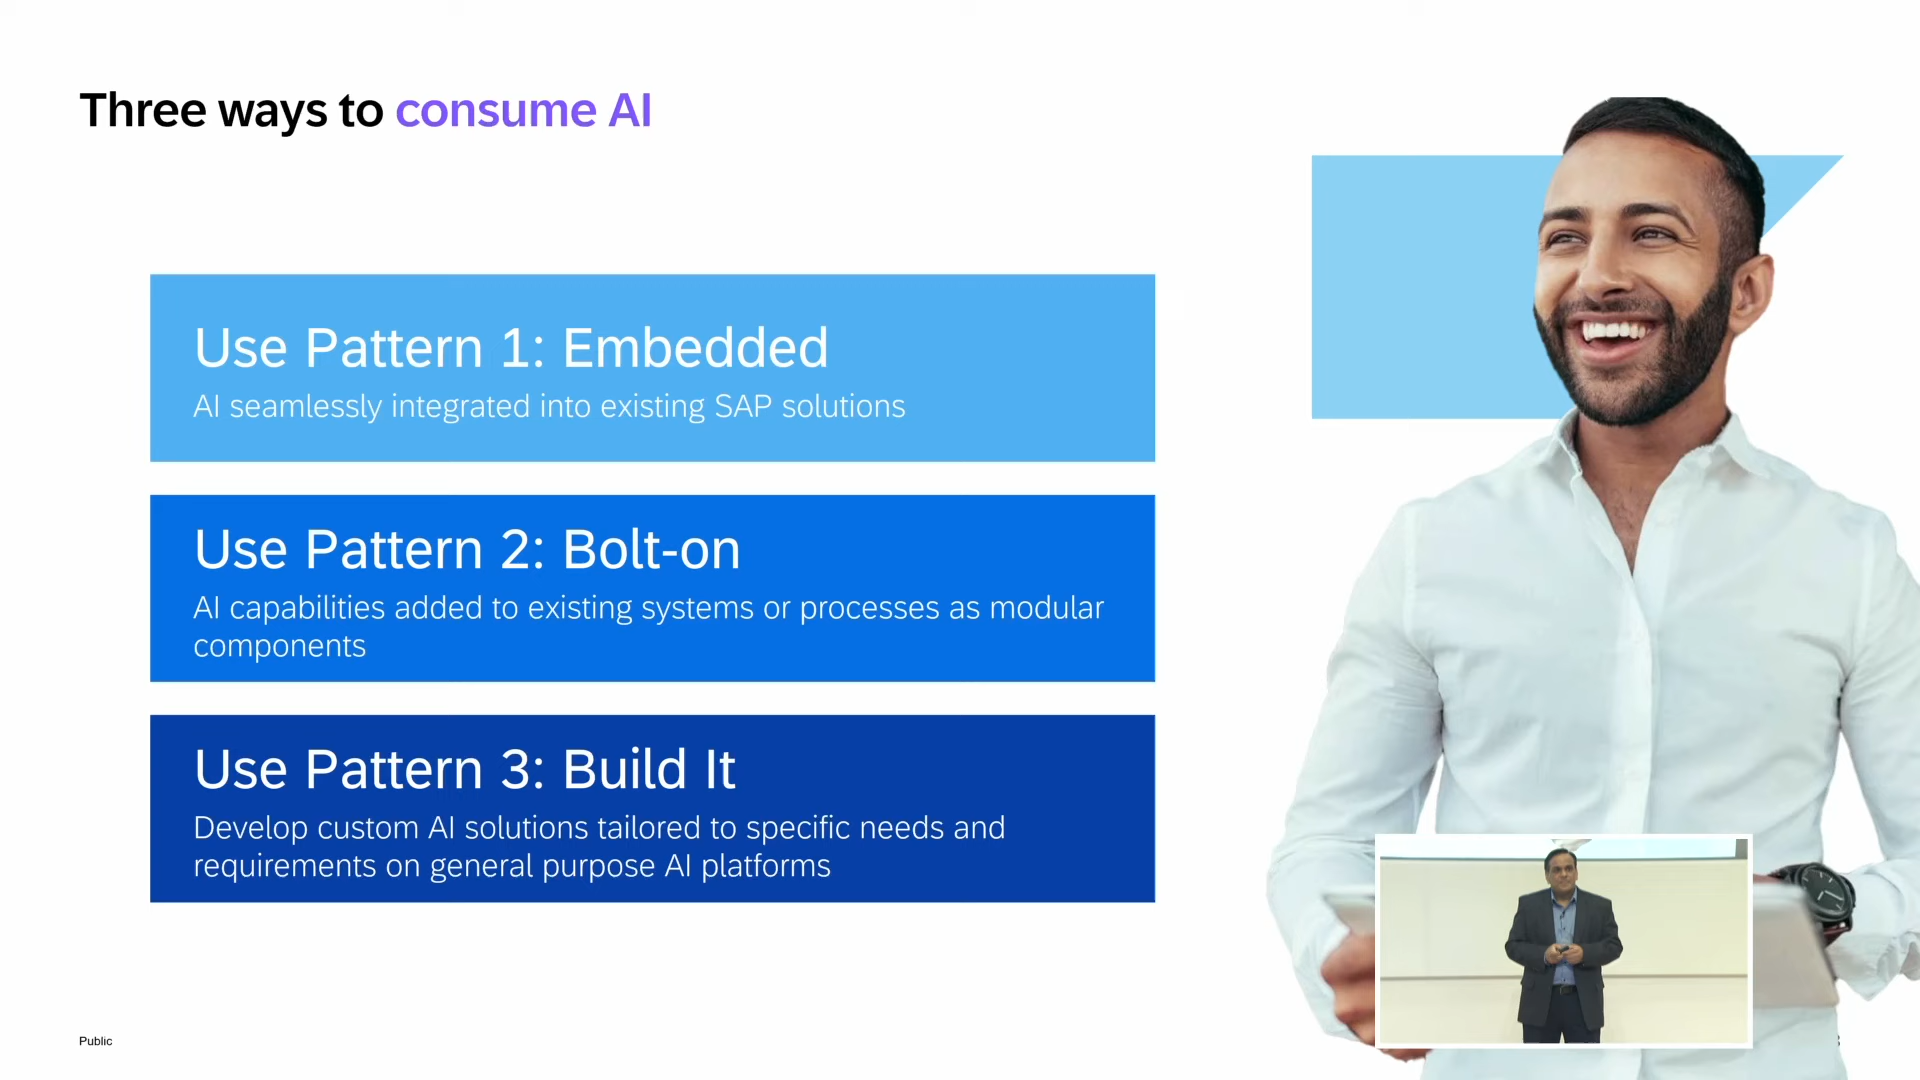 Three ways to consume AI
Use Pattern 1: Embedded
AI seamlessly integrated into existing SAP solutions
Use Pattern 2: Bolt-on
AI capabilities added to existing systems or processes as modular
components
Use Pattern 3: Build It
Develop custom AI solutions tailored to specific needs and
requirements on general purpose AI platforms
Public